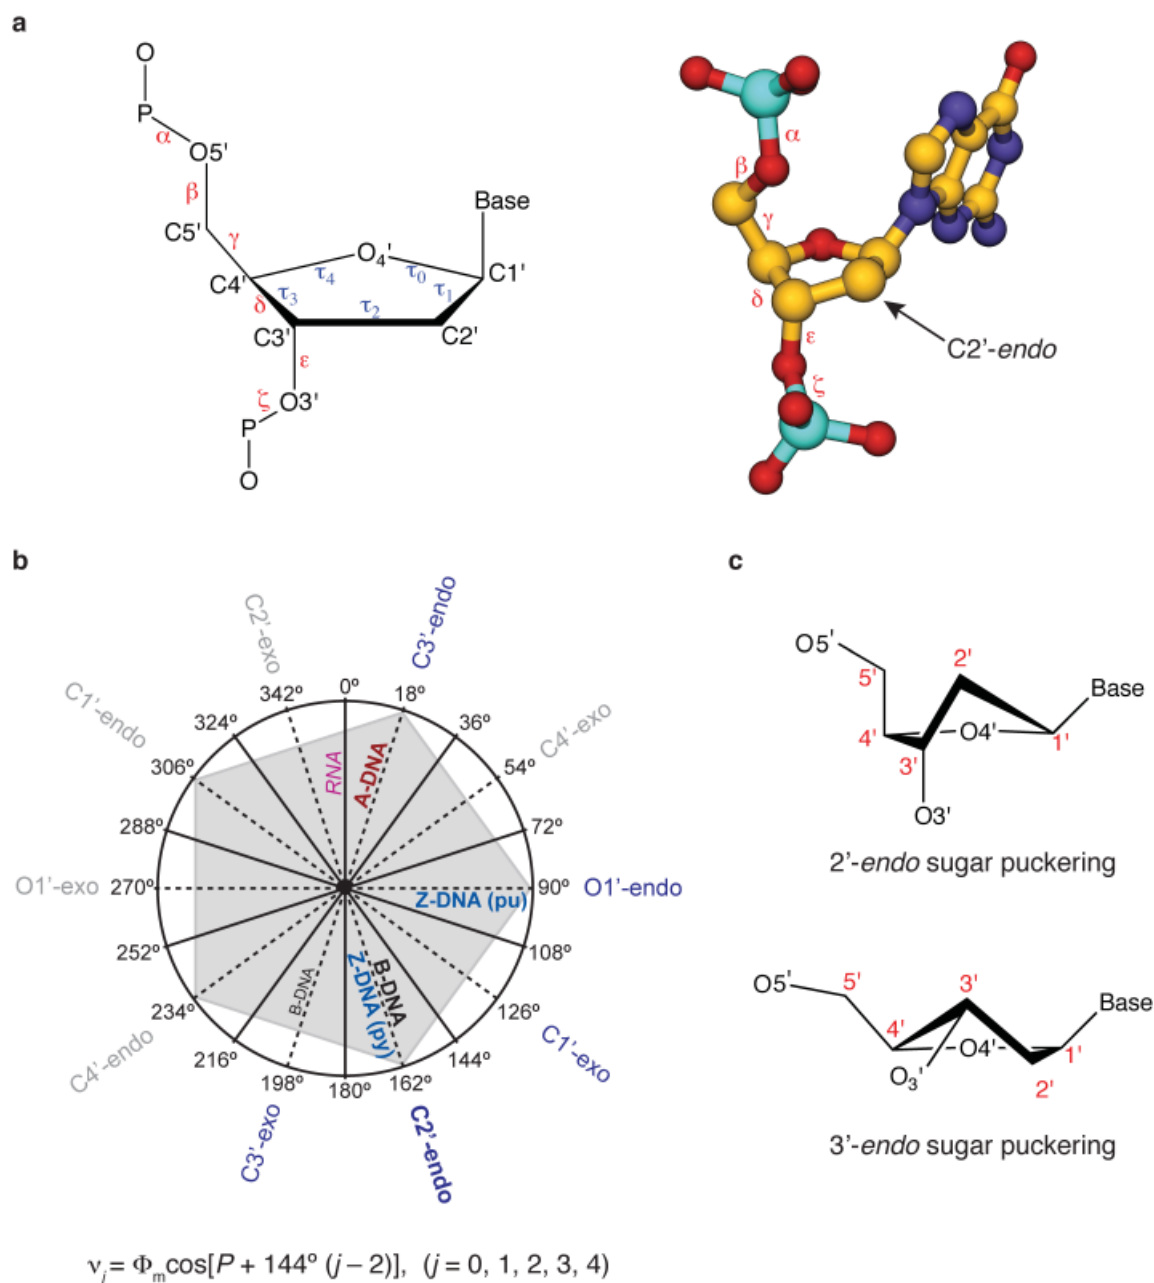 a
O
P
α
O5'
β
C5'
γ
Base
O4'
τ4
τ0
C4'
C1'
δ
τ3
τ1
τ2
C3'
C2'
ε
ζ
O3'
P
O
α
β
γ
δ
ε
ζ
C2'-endo
b
C2'-exo
C3'-endo
C1'-endo
C4'-exo
342º
0º
18º
324º
36º
306º
54º
288º
72º
O1'-exo
270º
90º
O1'-endo
252º
108º
234º
126º
216º
144º
198º
180º
162º
C4'-endo
C1'-exo
C3'-exo
C2'-endo
RNA
A-DNA
Z-DNA (pu)
B-DNA
Z-DNA (py)
B-DNA
νj = Φm cos[P + 144º (j – 2)], (j = 0, 1, 2, 3, 4)
c
O5'
5'
2'
Base
4'
O4'
1'
3'
O3'
2'-endo sugar puckering
O5'
5'
3'
Base
4'
O4'
1'
O3'
2'
3'-endo sugar puckering